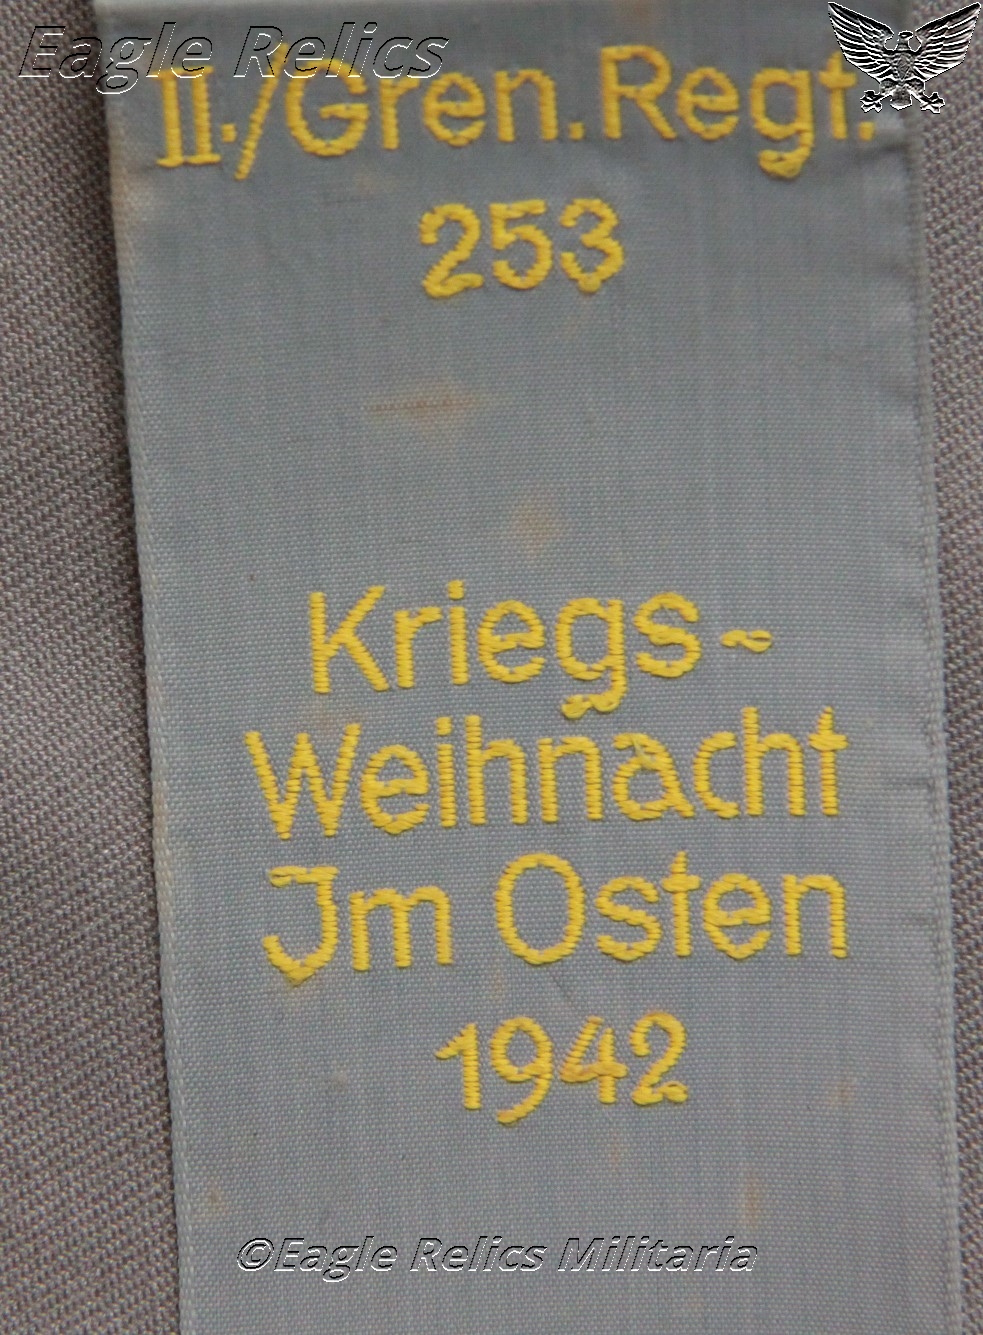 Eagle Relics
II./Gren.Regt.
253
Kriegs-
Weihnacht
Jm Osten
1942
©Eagle Relics Militaria